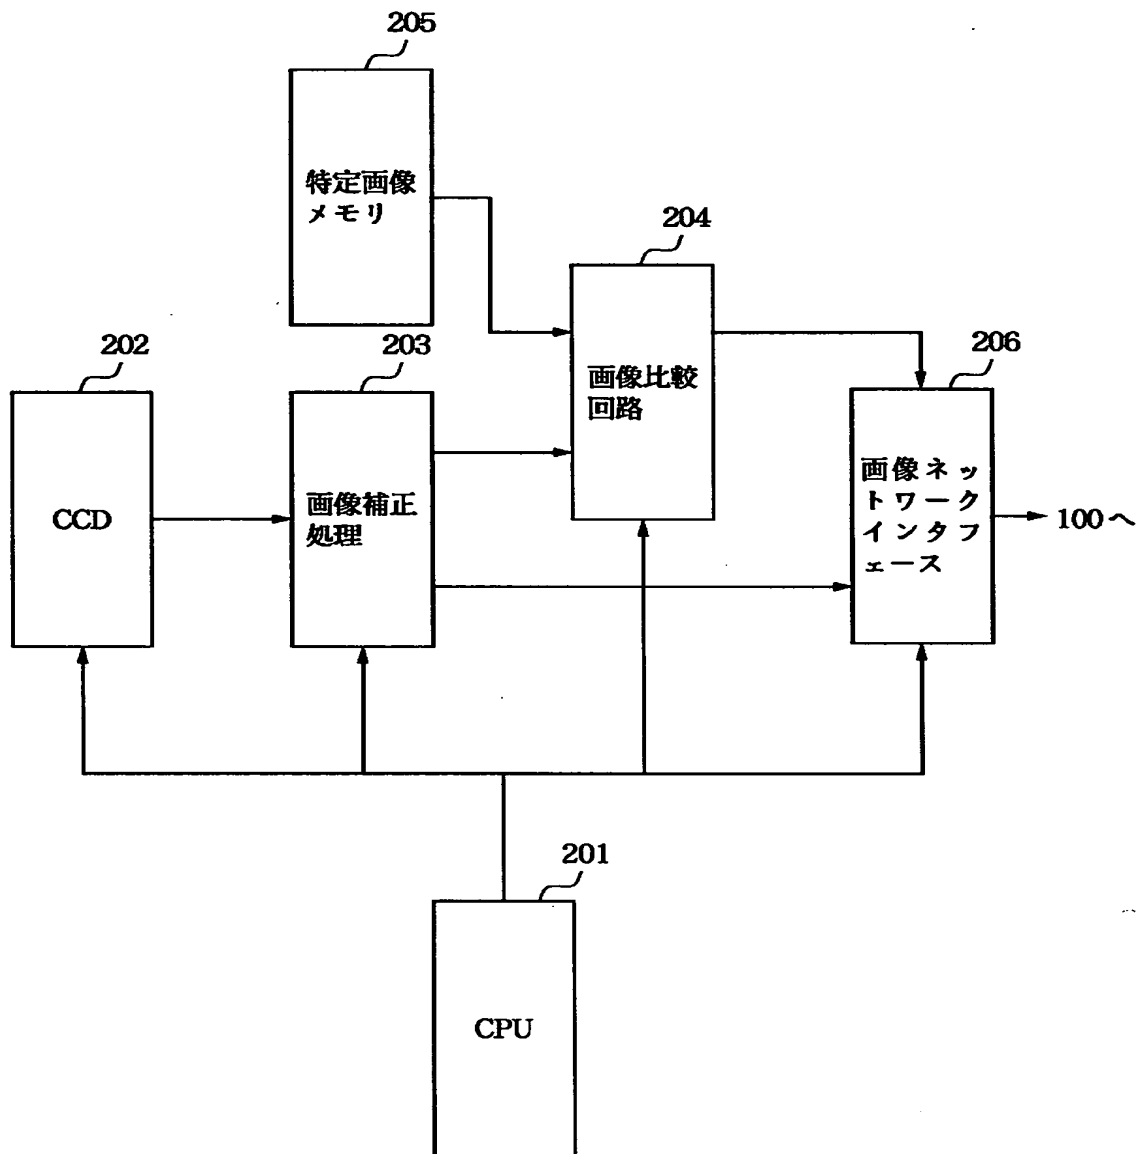 205
特定画像
メモリ
204
画像比較
回路
202
CCD
203
画像補正
処理
206
画像ネッ
トワーク
インタフ
ェース
100へ
201
CPU